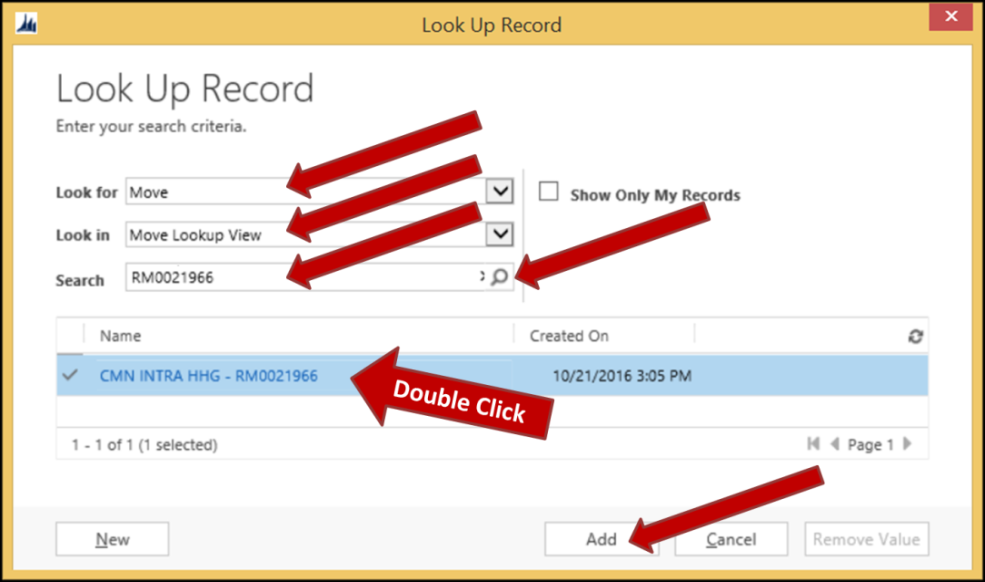 Look Up Record
Look Up Record
Enter your search criteria.
Look for Move
Show Only My Records
Look in Move Lookup View
Search RM0021966
Name Created On
CMN INTRA HHG - RM0021966 10/21/2016 3:05 PM
Double Click
1 - 1 of 1 (1 selected) Page 1
New Add Cancel Remove Value